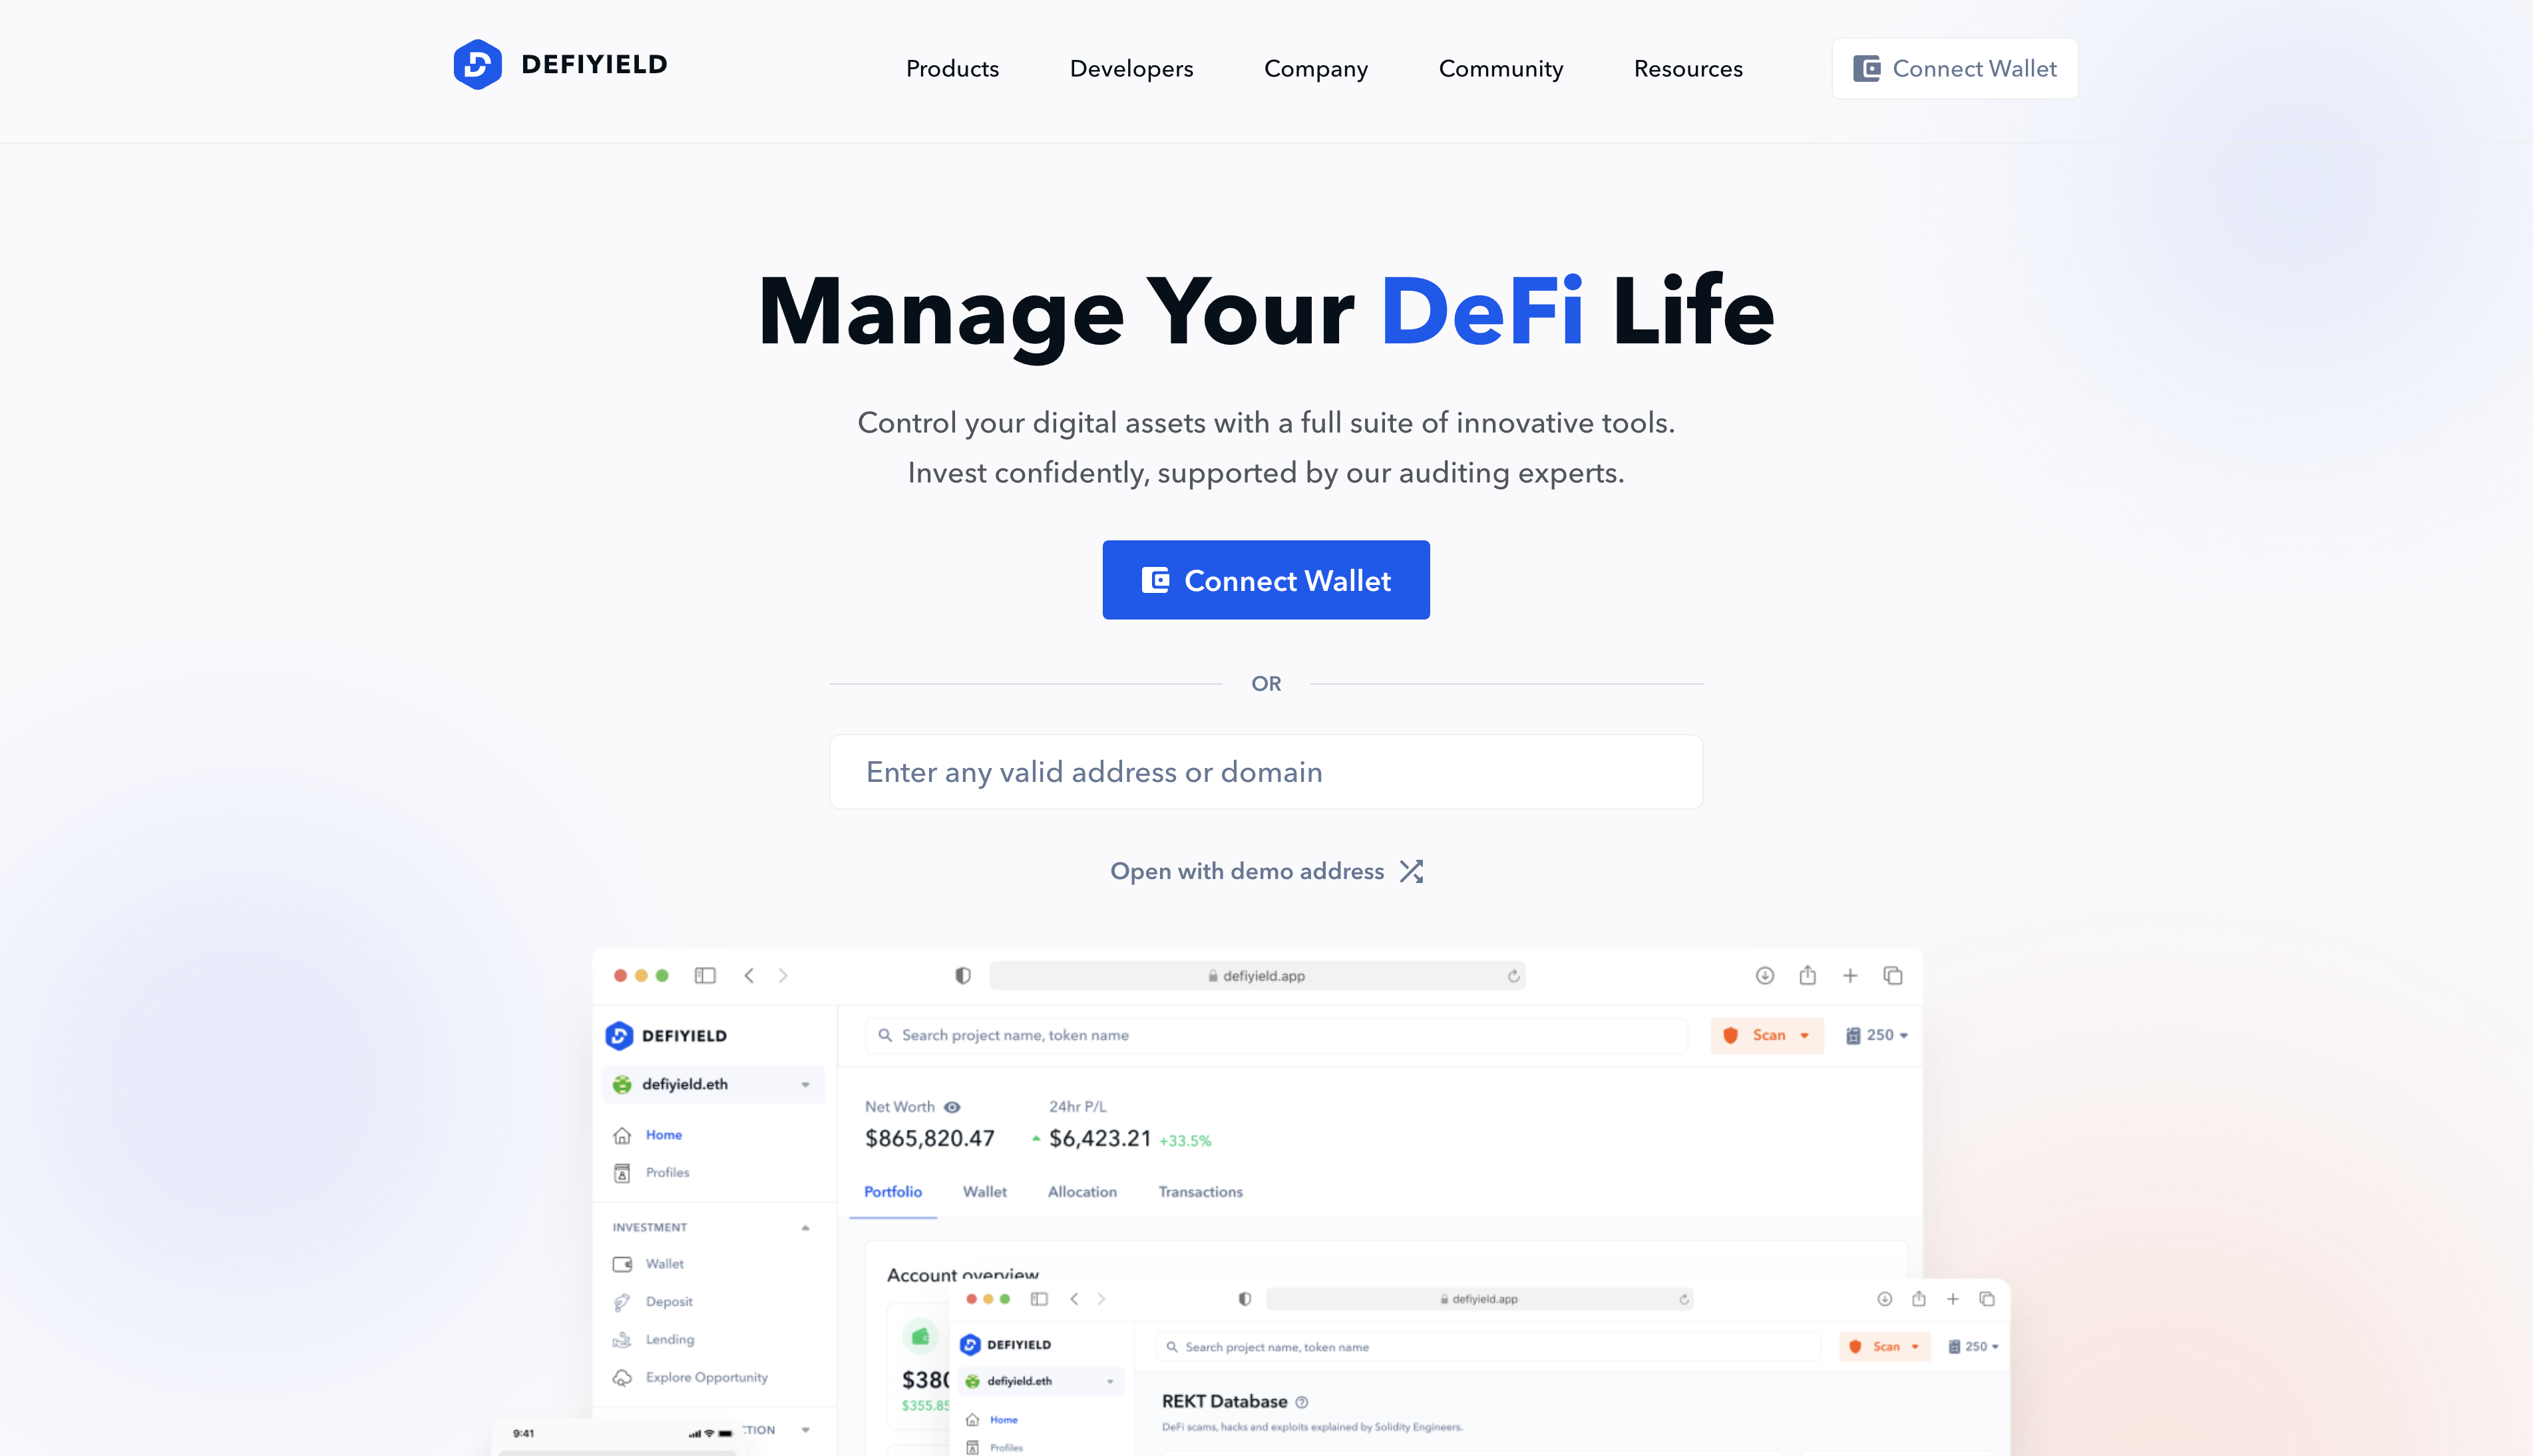 DEFIYIELD
Products
Developers
Company
Community
Resources
Connect Wallet
Manage Your DeFi Life
Control your digital assets with a full suite of innovative tools.
Invest confidently, supported by our auditing experts.
Connect Wallet
OR
Enter any valid address or domain
Open with demo address
defiyield.app
DEFIYIELD
Search project name, token name
Scan
250
defiyield.eth
Net Worth
24hr P/L
$865,820.47
$6,423.21 +33.5%
Home
Profiles
Portfolio
Wallet
Allocation
Transactions
INVESTMENT
Wallet
Deposit
Lending
Explore Opportunity
Account overview
$380
$355.85
defiyield.app
DEFIYIELD
Search project name, token name
Scan
250
defiyield.eth
Home
Profiles
REKT Database
DeFi scams, hacks and exploits explained by Solidity Engineers.
9:41